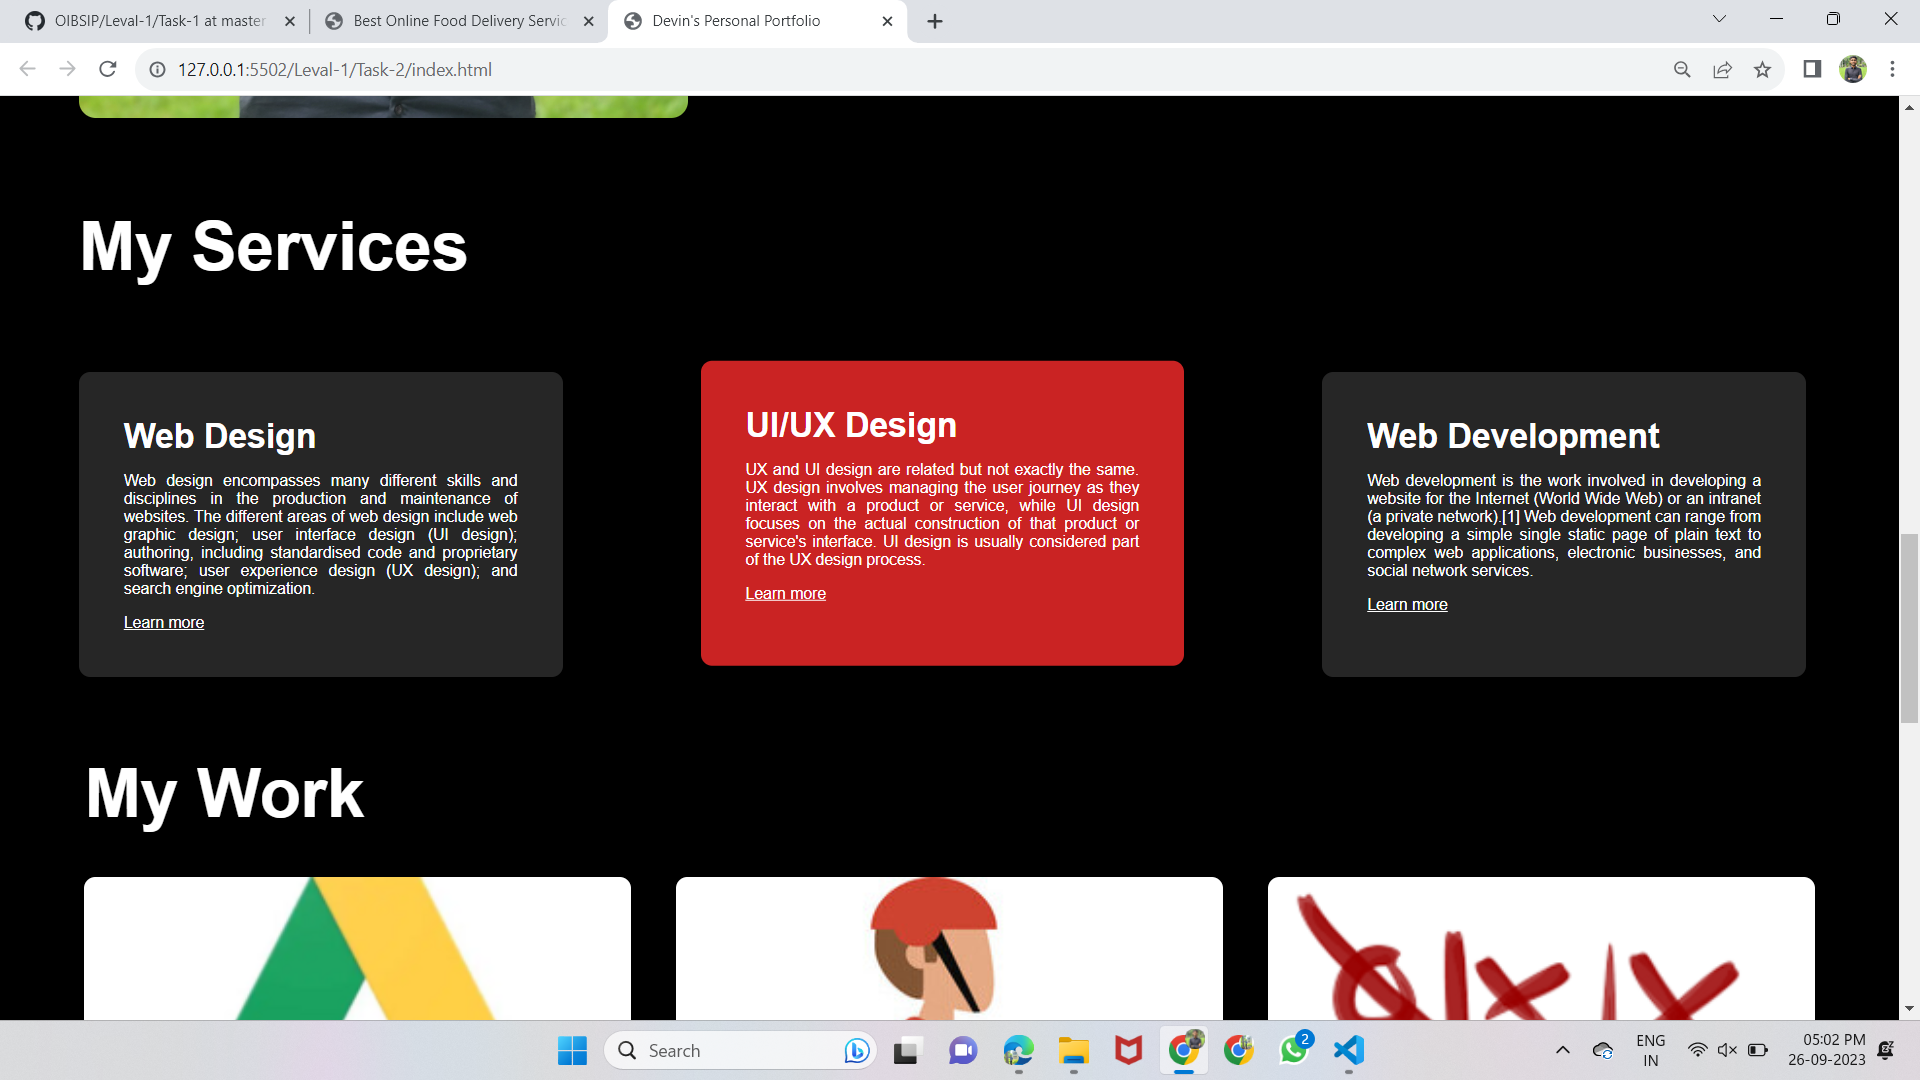 OIBSIP/Leval-1/Task-1 at master
Best Online Food Delivery Servic
Devin's Personal Portfolio
127.0.0.1:5502/Leval-1/Task-2/index.html
My Services
Web Design
Web design encompasses many different skills and
disciplines in the production and maintenance of
websites. The different areas of web design include web
graphic design; user interface design (UI design);
authoring, including standardised code and proprietary
software; user experience design (UX design); and
search engine optimization.
Learn more
UI/UX Design
UX and UI design are related but not exactly the same.
UX design involves managing the user journey as they
interact with a product or service, while UI design
focuses on the actual construction of that product or
service's interface. UI design is usually considered part
of the UX design process.
Learn more
Web Development
Web development is the work involved in developing a
website for the Internet (World Wide Web) or an intranet
(a private network).[1] Web development can range from
developing a simple single static page of plain text to
complex web applications, electronic businesses, and
social network services.
Learn more
My Work
Search
2
ENG
IN
05:02 PM
26-09-2023